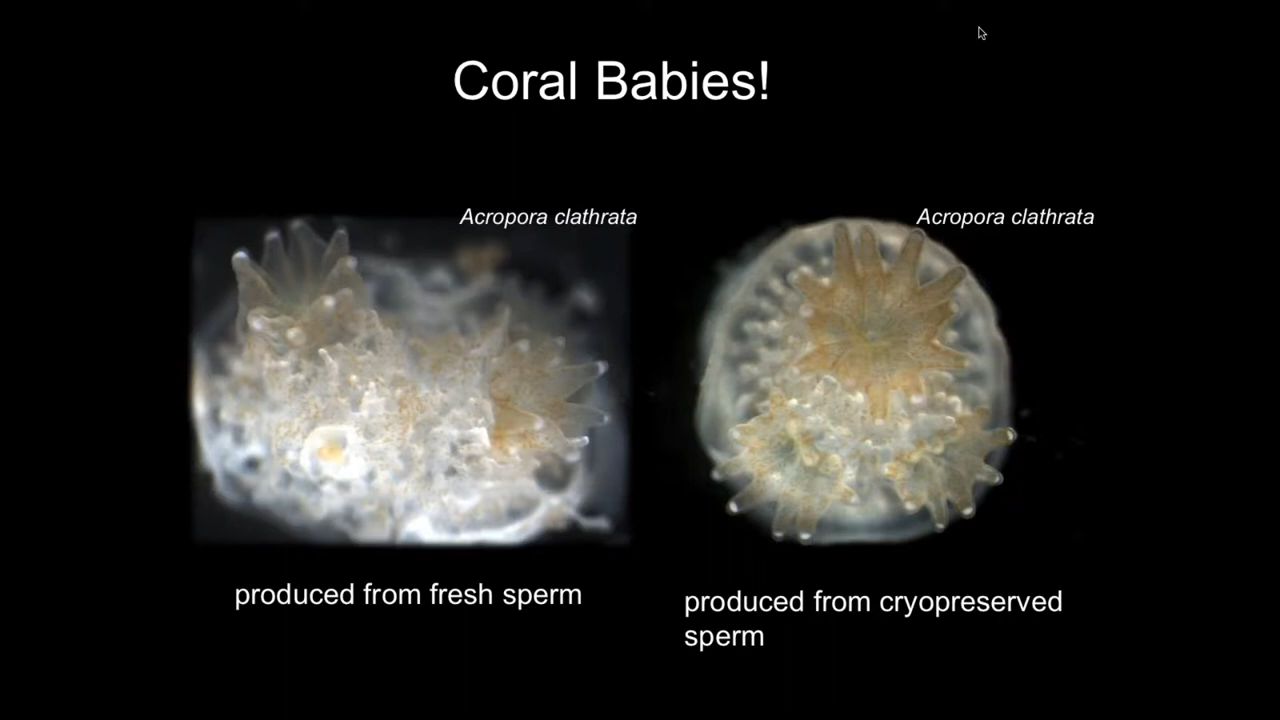 Coral Babies!
Acropora clathrata
Acropora clathrata
produced from fresh sperm
produced from cryopreserved
sperm